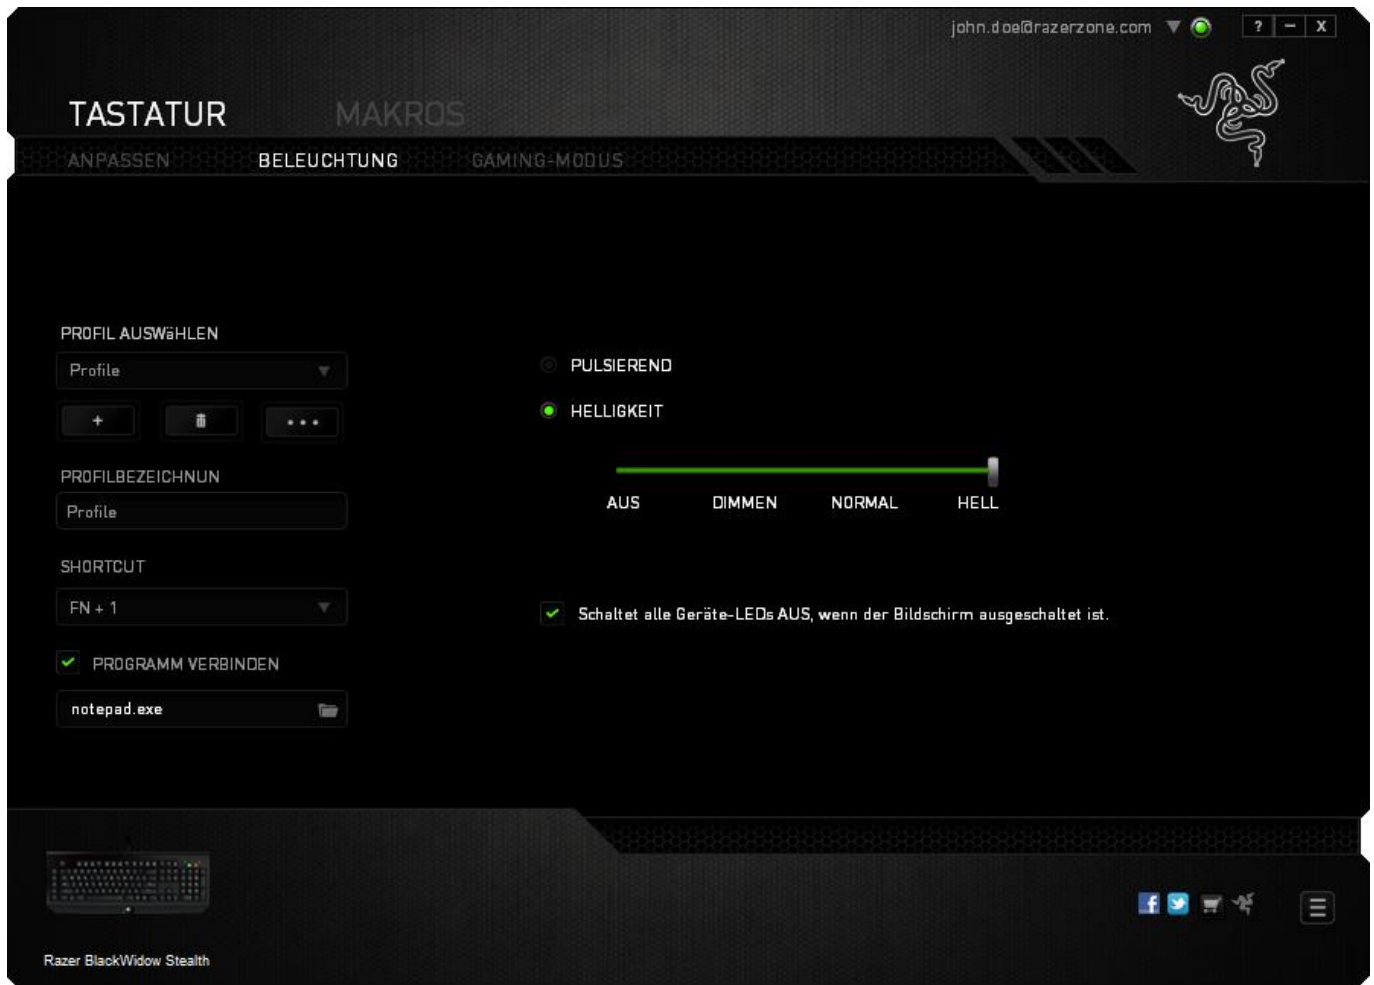 john.doe@razerzone.com
? – X
TASTATUR MAKROS
ANPASSEN BELEUCHTUNG GAMING-MODUS
PROFIL AUSWäHLEN
Profile
+ •••
PROFILBEZEICHNUN
Profile
SHORTCUT
FN + 1
PROGRAMM VERBINDEN
notepad.exe
PULSIEREND
HELLIGKEIT
AUS DIMMEN NORMAL HELL
Schaltet alle Geräte-LEDs AUS, wenn der Bildschirm ausgeschaltet ist.
Razer BlackWidow Stealth
f